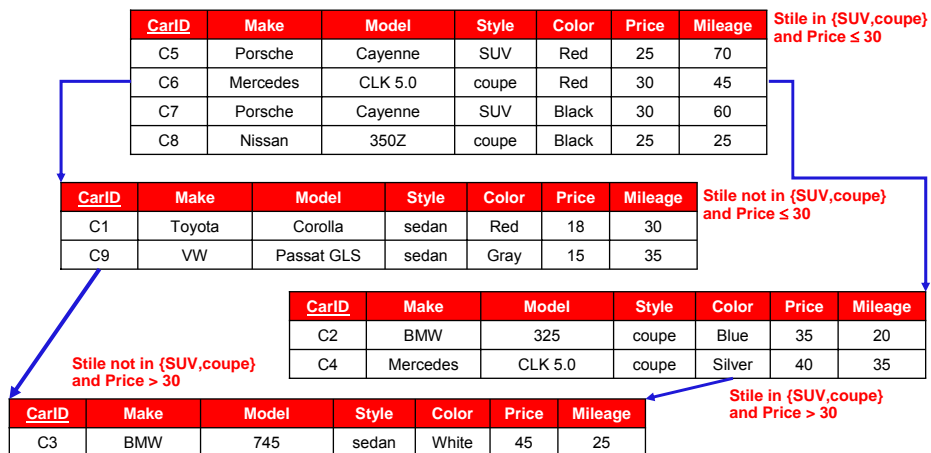 CarID Make Model Style Color Price Mileage
Stile in {SUV,coupe}
and Price ≤ 30
C5 Porsche Cayenne SUV Red 25 70
C6 Mercedes CLK 5.0 coupe Red 30 45
C7 Porsche Cayenne SUV Black 30 60
C8 Nissan 350Z coupe Black 25 25
CarID Make Model Style Color Price Mileage
Stile not in {SUV,coupe}
and Price ≤ 30
C1 Toyota Corolla sedan Red 18 30
C9 VW Passat GLS sedan Gray 15 35
CarID Make Model Style Color Price Mileage
C2 BMW 325 coupe Blue 35 20
C4 Mercedes CLK 5.0 coupe Silver 40 35
Stile not in {SUV,coupe}
and Price > 30
Stile in {SUV,coupe}
and Price > 30
CarID Make Model Style Color Price Mileage
C3 BMW 745 sedan White 45 25